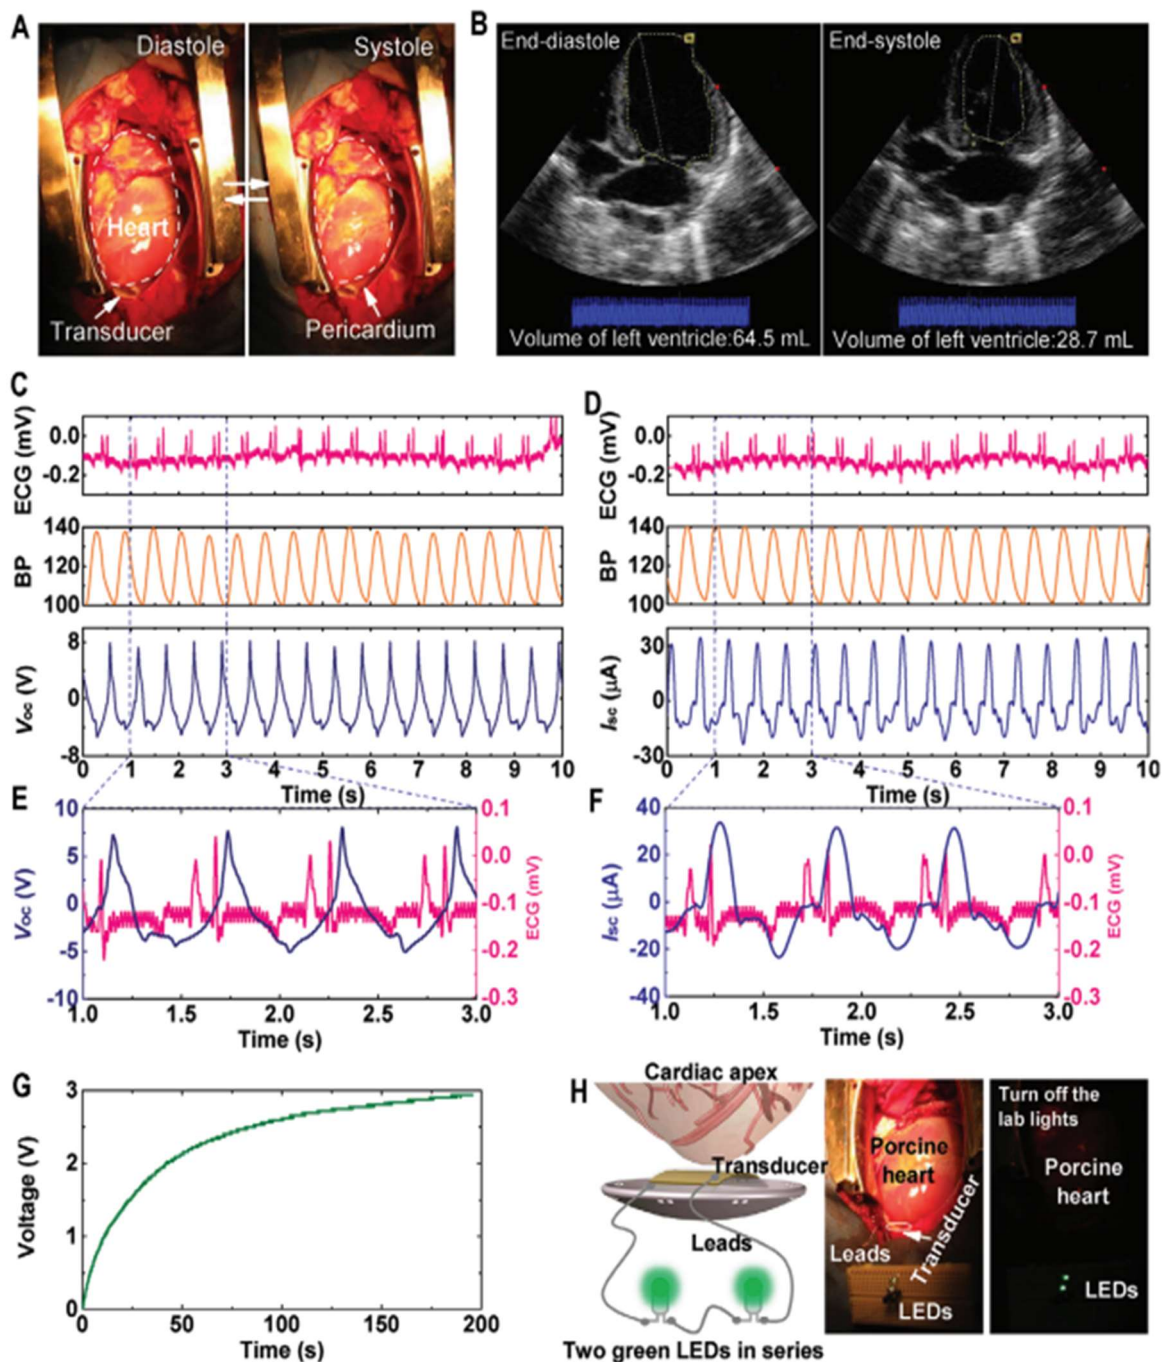 A
Diastole
Systole
Heart
Transducer
Pericardium
B
End-diastole
End-systole
Volume of left ventricle:64.5 mL
Volume of left ventricle:28.7 mL
C
ECG (mV)
0.0
-0.2
BP
140
120
100
Voc (V)
8
0
-8
0 1 2 3 4 5 6 7 8 9 10
Time (s)
D
ECG (mV)
0.0
-0.2
BP
140
120
100
Isc (μA)
30
0
-30
0 1 2 3 4 5 6 7 8 9 10
Time (s)
E
Voc (V)
10
5
0
-5
-10
0.1
0.0
-0.1
-0.2
-0.3
ECG (mV)
1.0 1.5 2.0 2.5 3.0
Time (s)
F
Isc (μA)
40
20
0
-20
-40
0.1
0.0
-0.1
-0.2
-0.3
ECG (mV)
1.0 1.5 2.0 2.5 3.0
Time (s)
G
Voltage (V)
3
2
1
0
0 50 100 150 200
Time (s)
H
Cardiac apex
Transducer
Leads
Two green LEDs in series
Porcine
heart
Transducer
Leads
LEDs
Turn off the
lab lights
Porcine
heart
LEDs